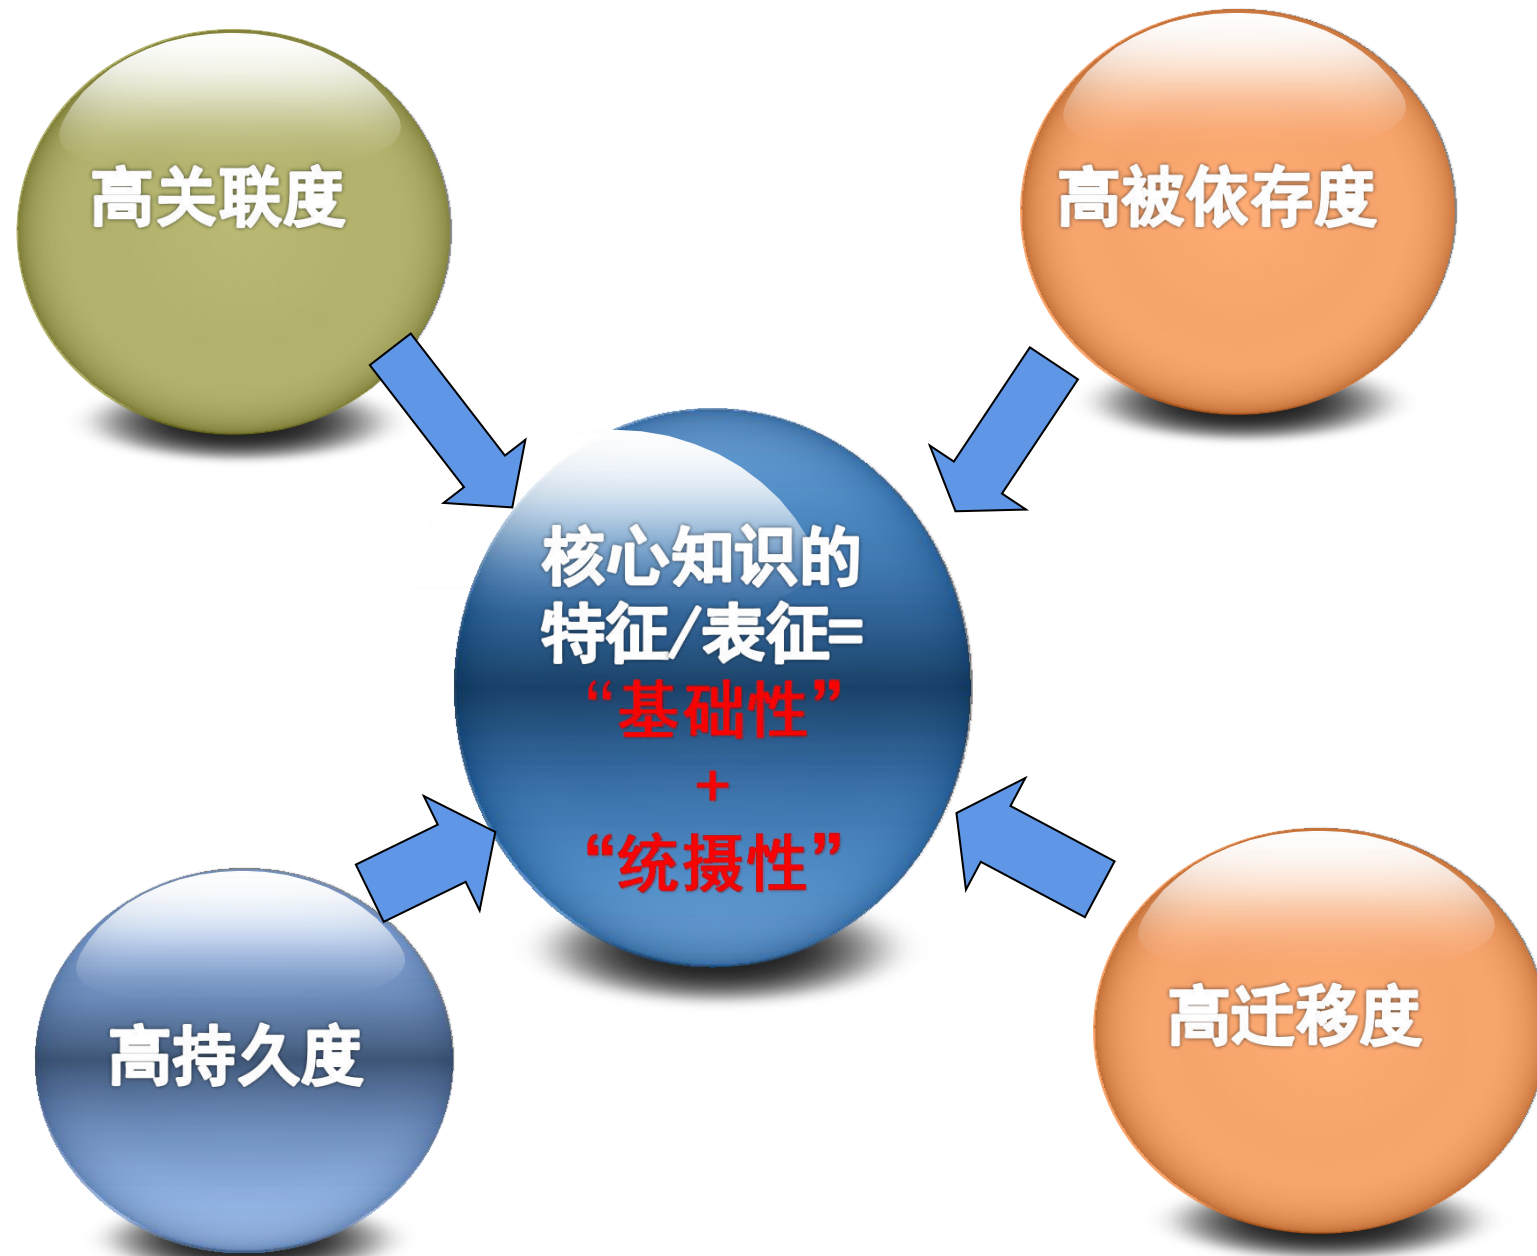 高关联度
高被依存度
核心知识的
特征/表征=
“基础性”
+
“统摄性”
高持久度
高迁移度